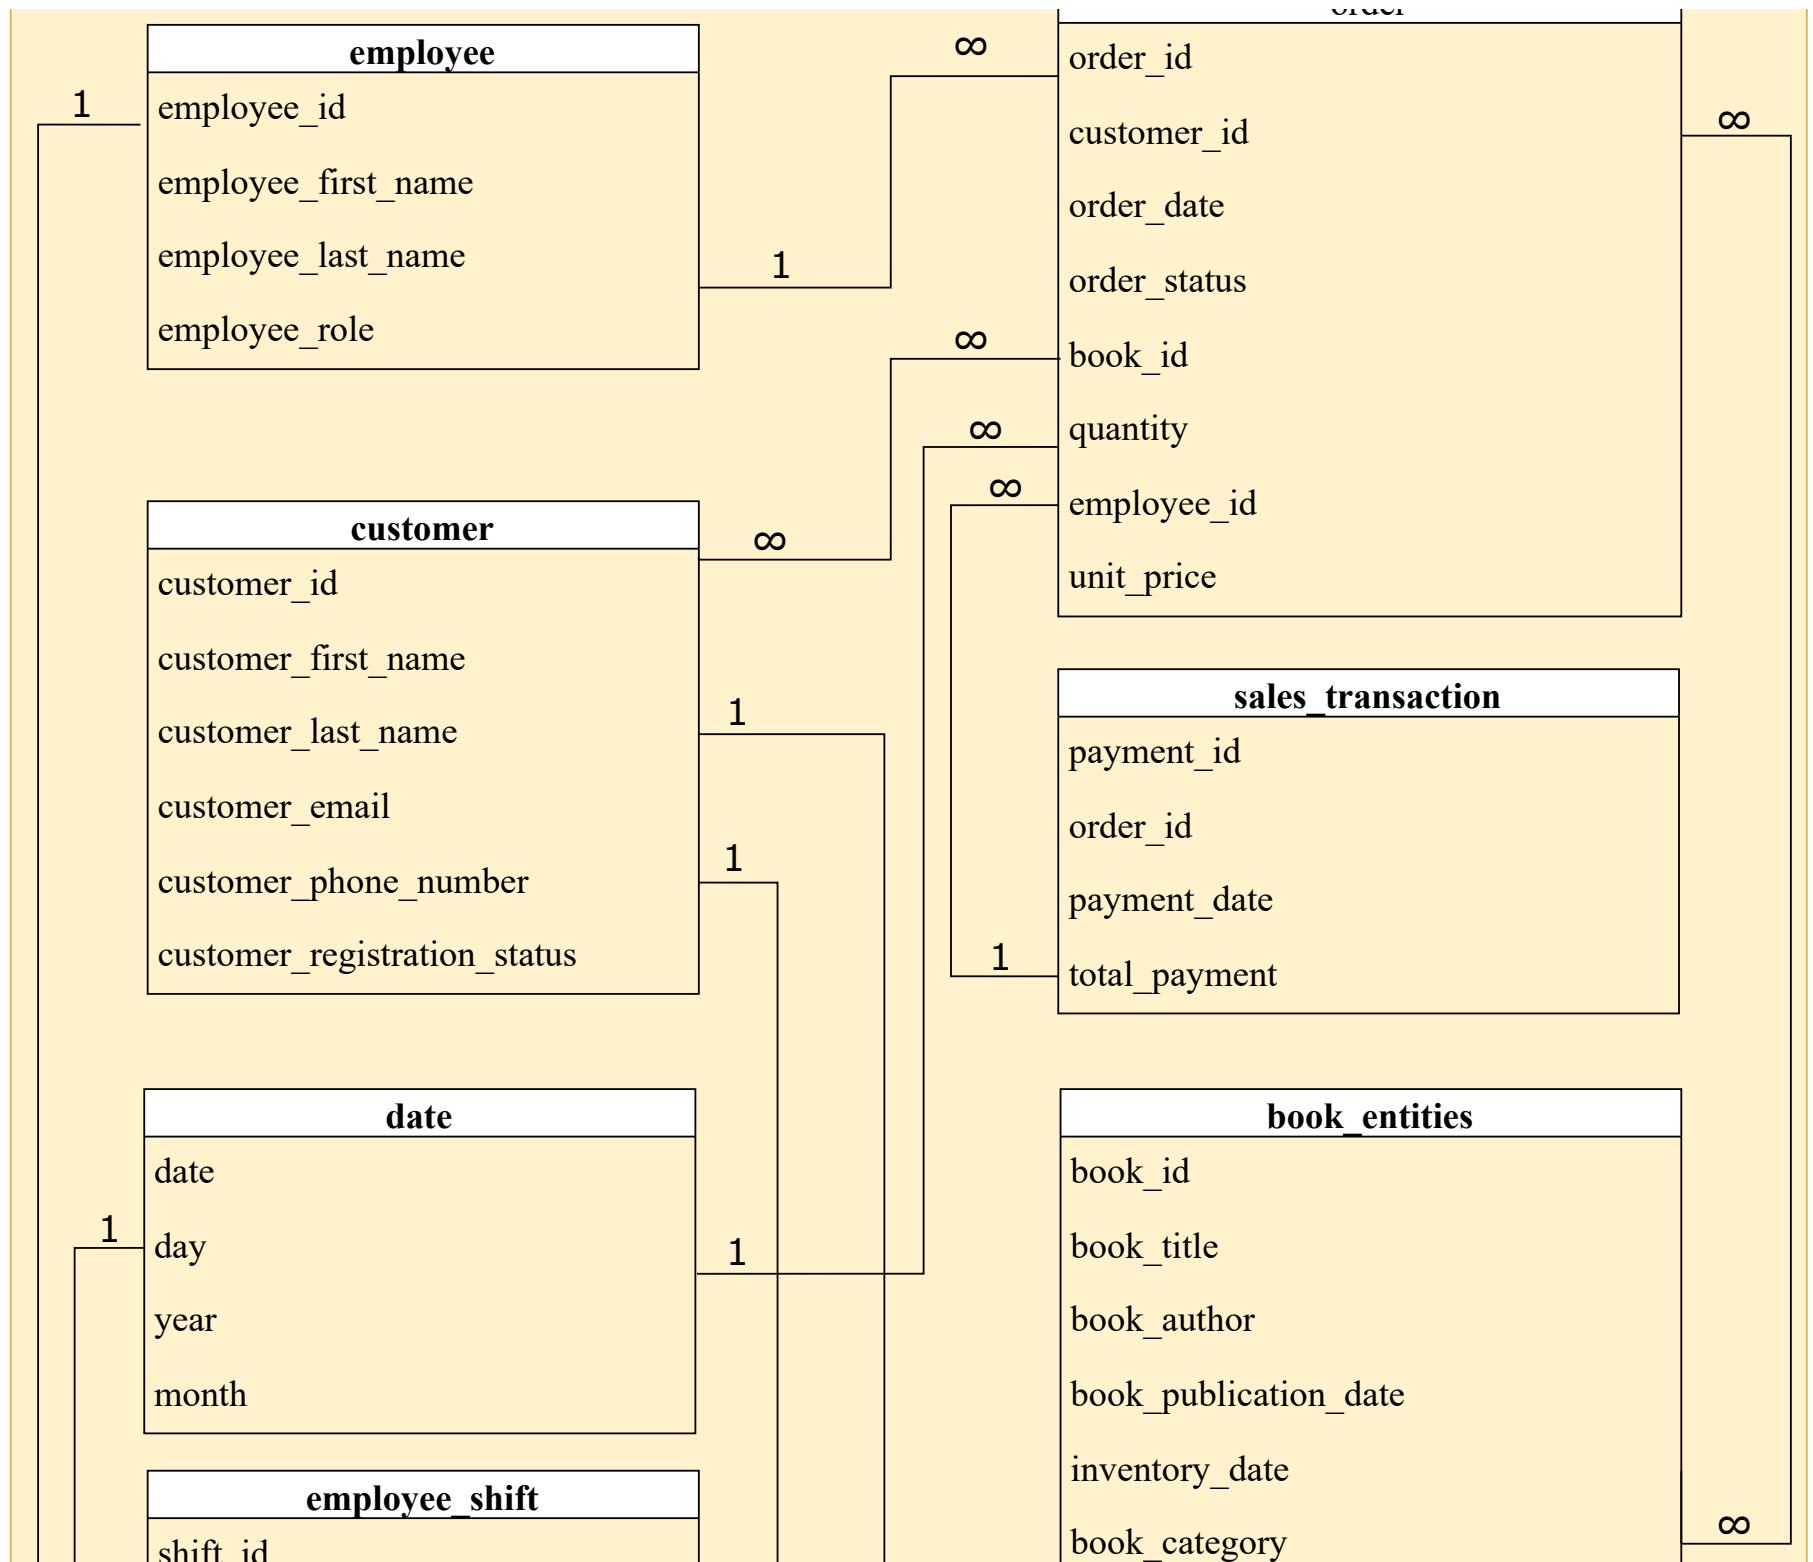 order
employee
employee_id
employee_first_name
employee_last_name
employee_role
1
1
∞
order_id
customer_id
order_date
order_status
book_id
quantity
employee_id
unit_price
∞
∞
∞
∞
customer
customer_id
customer_first_name
customer_last_name
customer_email
customer_phone_number
customer_registration_status
∞
1
1
sales_transaction
payment_id
order_id
payment_date
total_payment
1
date
date
day
year
month
1
1
book_entities
book_id
book_title
book_author
book_publication_date
inventory_date
book_category
∞
employee_shift
shift_id